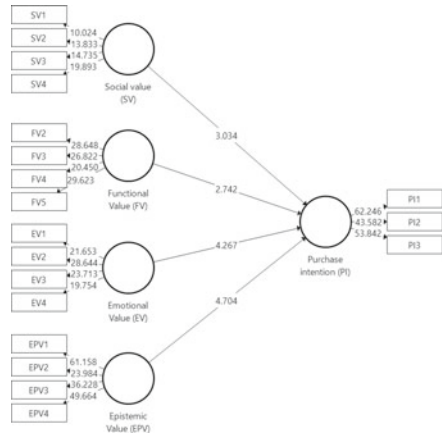 SV1
SV2
SV3
SV4
10.024
13.833
14.735
19.893
Social value
(SV)
3.034
FV2
FV3
FV4
FV5
28.648
26.822
20.450
29.623
Functional
Value (FV)
2.742
EV1
EV2
EV3
EV4
21.653
28.644
23.713
19.754
Emotional
Value (EV)
4.267
EPV1
EPV2
EPV3
EPV4
61.158
23.984
36.228
49.664
Epistemic
Value (EPV)
4.704
Purchase
intention (PI)
62.246
43.582
53.842
PI1
PI2
PI3